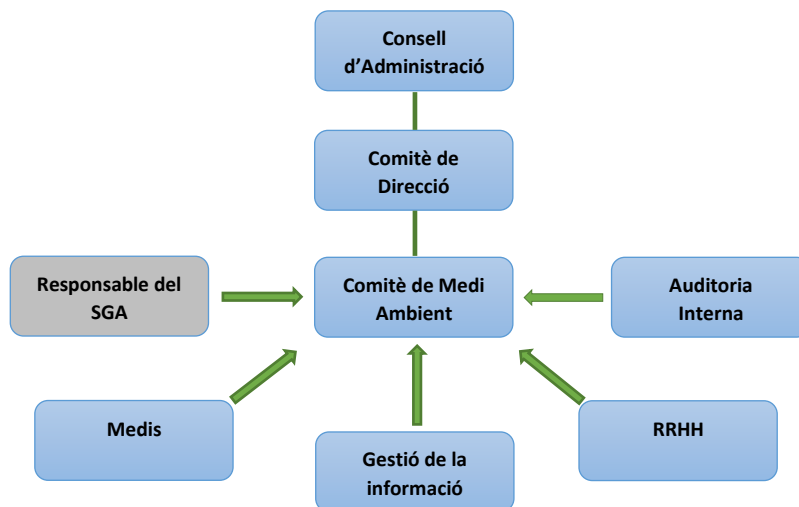 Consell
d’Administració
Comitè de
Direcció
Responsable del
SGA
Comitè de Medi
Ambient
Auditoria
Interna
Medis
Gestió de la
informació
RRHH